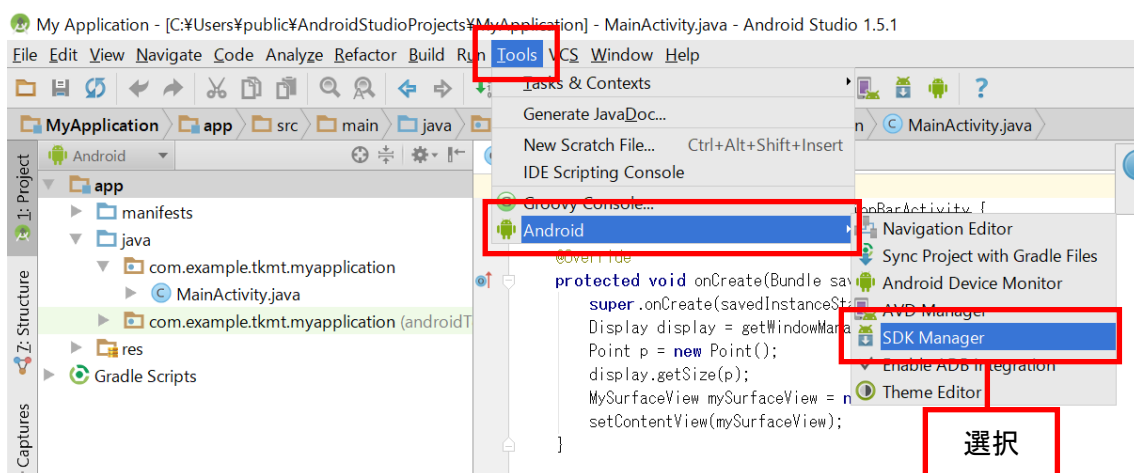 My Application - [C:¥Users¥public¥AndroidStudioProjects¥MyApplication] - MainActivity.java - Android Studio 1.5.1
File Edit View Navigate Code Analyze Refactor Build Run Tools VCS Window Help
MyApplication app src main java MainActivity.java
1: Project
Z: Structure
Captures
Android
app
manifests
java
com.example.tkmt.myapplication
MainActivity.java
com.example.tkmt.myapplication (androidT
res
Gradle Scripts
Tasks & Contexts
Generate JavaDoc...
New Scratch File... Ctrl+Alt+Shift+Insert
IDE Scripting Console
Groovy Console...
Android
Navigation Editor
Sync Project with Gradle Files
Android Device Monitor
AVD Manager
SDK Manager
Enable ADB Integration
Theme Editor
onBarActivity {
@Override
protected void onCreate(Bundle sav
super.onCreate(savedInstanceSta
Display display = getWindowMana
Point p = new Point();
display.getSize(p);
MySurfaceView mySurfaceView = n
setContentView(mySurfaceView);
}
選択